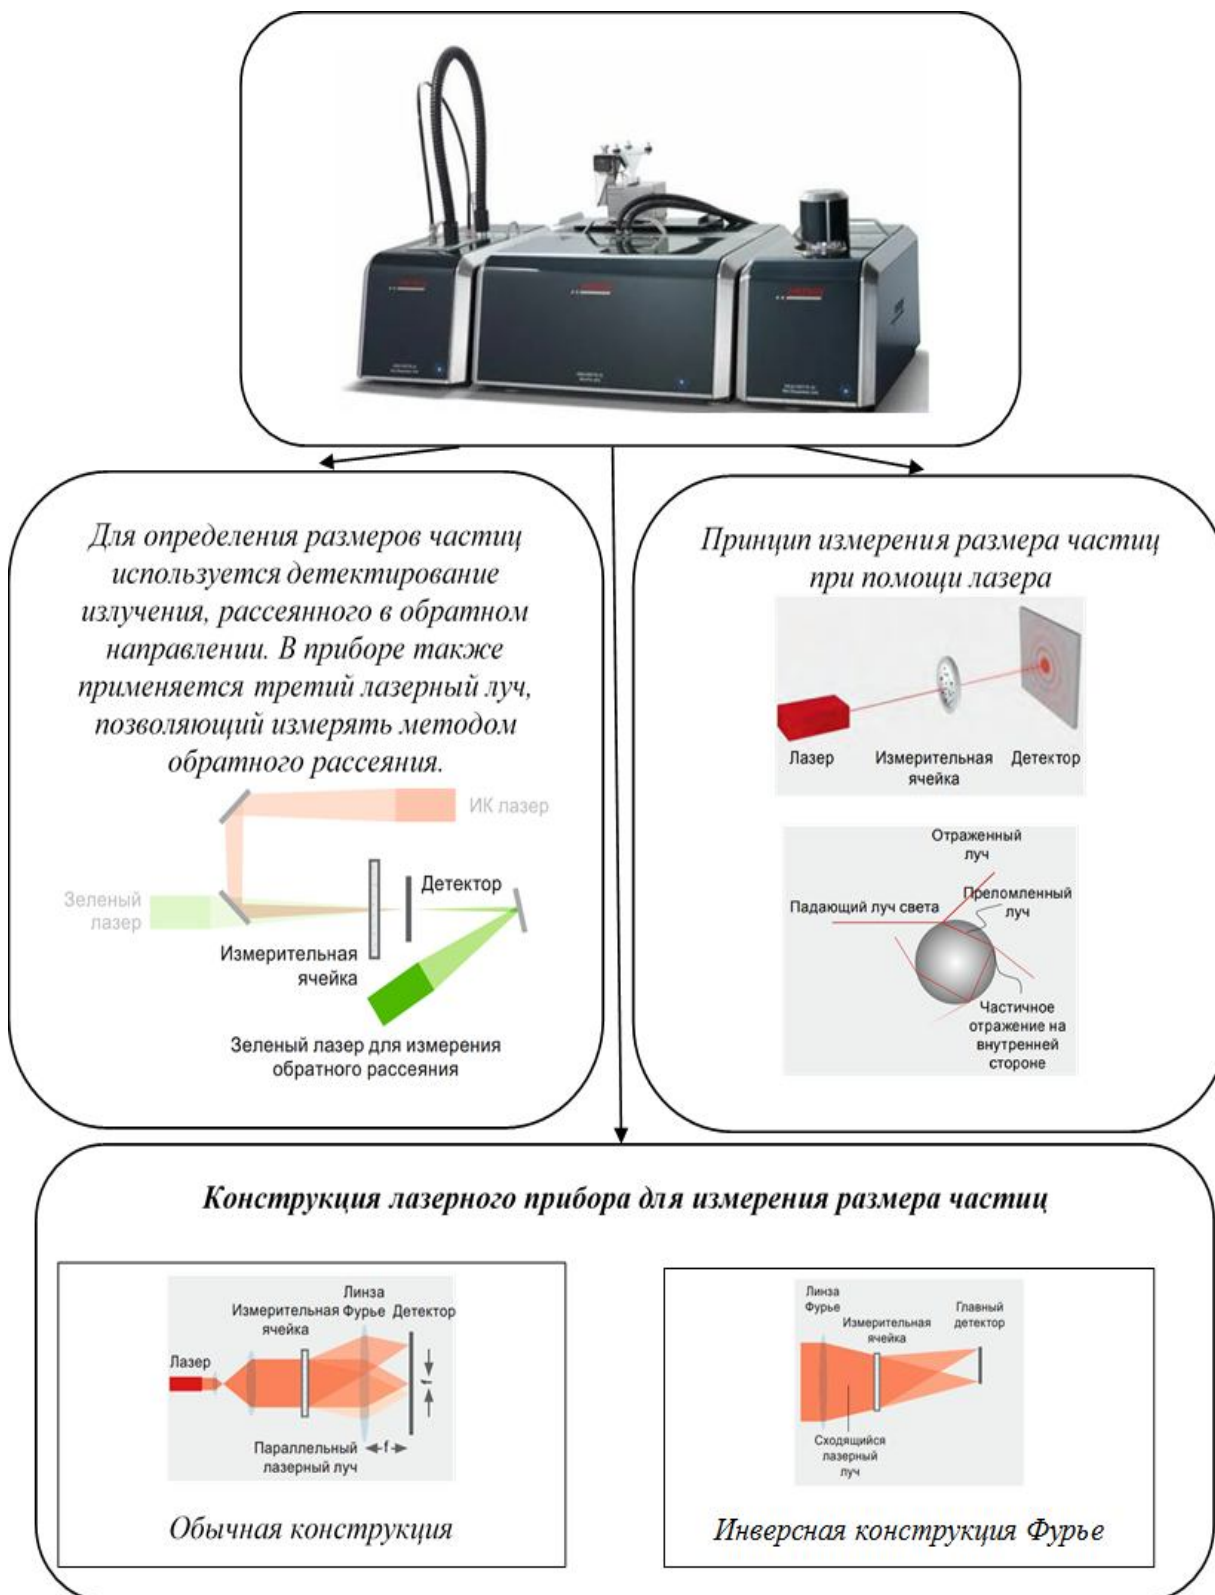 Для определения размеров частиц
используется детектирование
излучения, рассеянного в обратном
направлении. В приборе также
применяется третий лазерный луч,
позволяющий измерять методом
обратного рассеяния.
ИК лазер
Зеленый
лазер
Детектор
Измерительная
ячейка
Зеленый лазер для измерения
обратного рассеяния
Принцип измерения размера частиц
при помощи лазера
Лазер
Измерительная
ячейка
Детектор
Отраженный
луч
Преломленный
луч
Падающий луч света
Частичное
отражение на
внутренней
стороне
Конструкция лазерного прибора для измерения размера частиц
Лазер
Измерительная
ячейка
Линза
Фурье
Детектор
f
Параллельный
лазерный луч
f
Обычная конструкция
Линза
Фурье
Измерительная
ячейка
Главный
детектор
Сходящийся
лазерный
луч
Инверсная конструкция Фурье